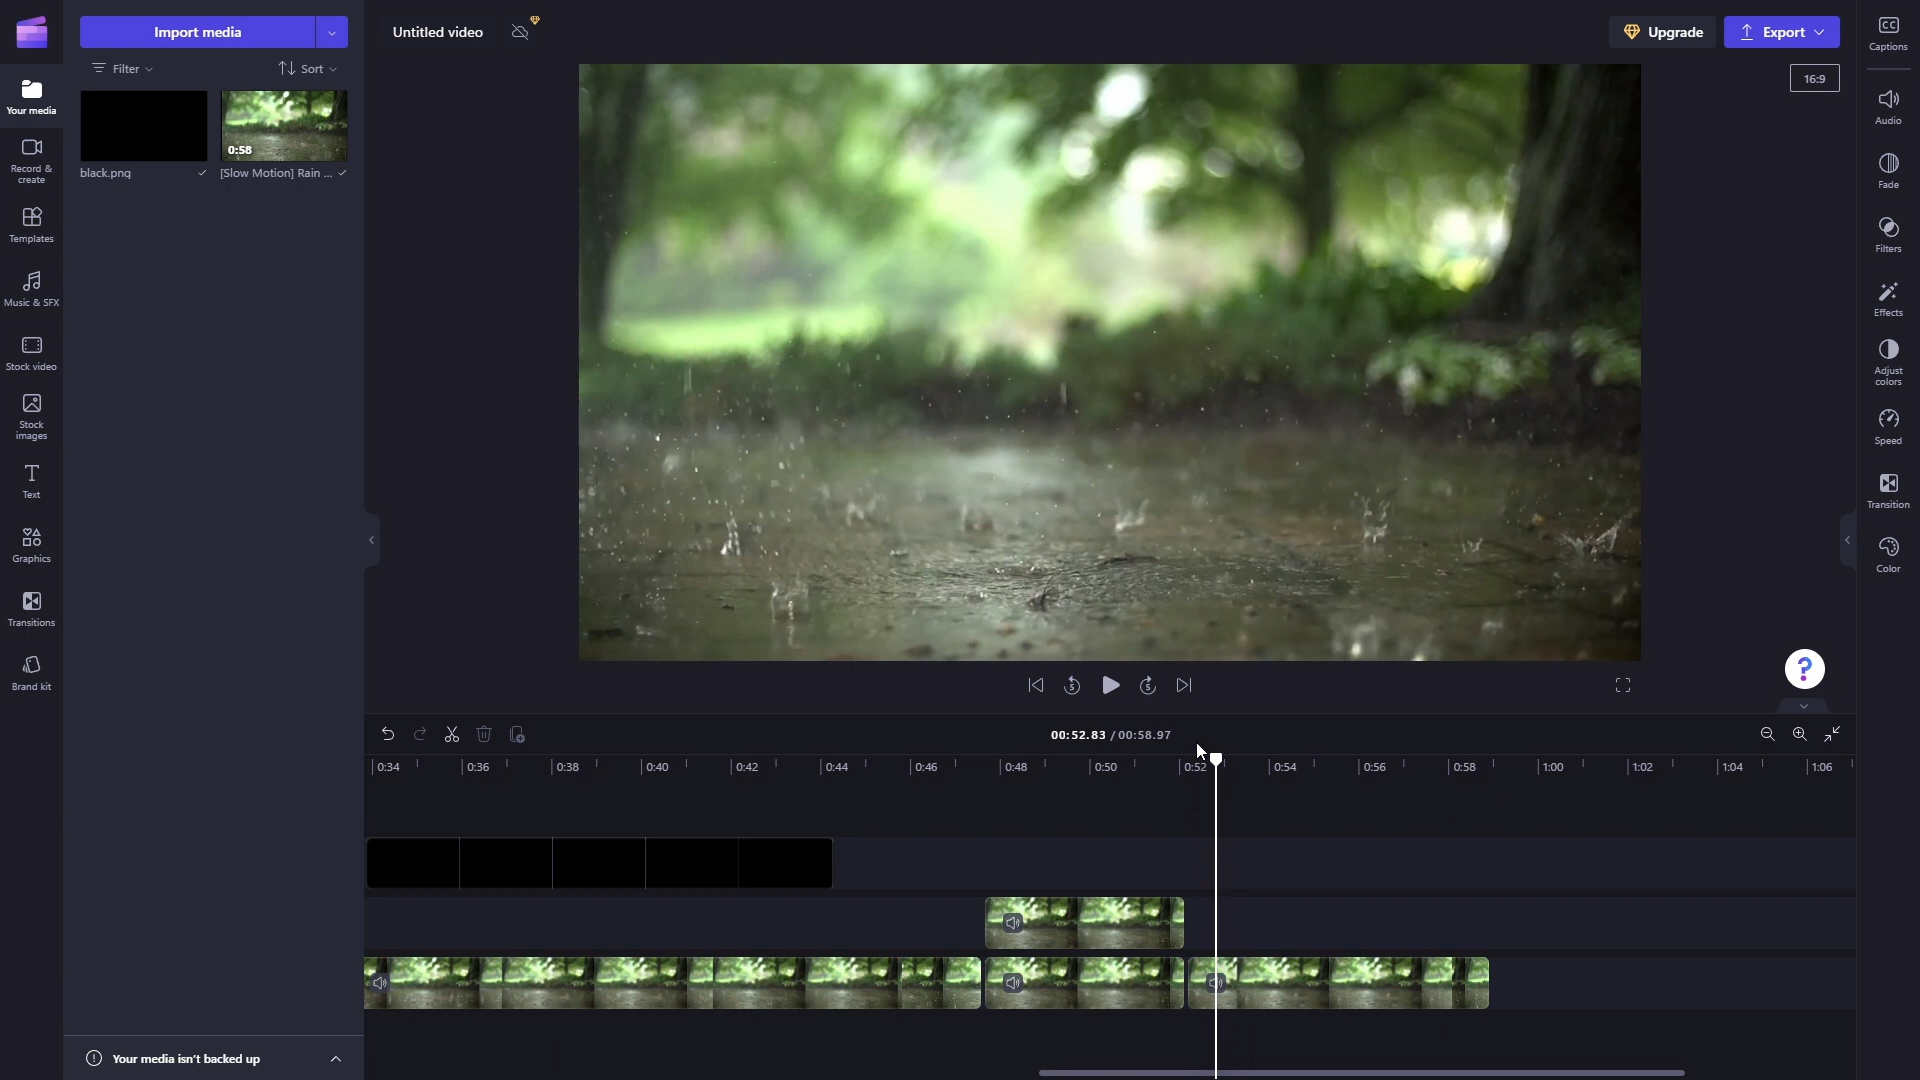 Import media
Untitled video
Upgrade
Export
CC
Captions
Filter
Sort
16:9
Your media
0:58
black.png
[Slow Motion] Rain ...
Record &
create
Templates
Music & SFX
Stock video
Stock
images
Text
Graphics
Transitions
Brand kit
Audio
Fade
Filters
Effects
Adjust
colors
Speed
Transition
Color
5
5
?
00:52.83 / 00:58.97
0:34
0:36
0:38
0:40
0:42
0:44
0:46
0:48
0:50
0:52
0:54
0:56
0:58
1:00
1:02
1:04
1:06
Your media isn't backed up